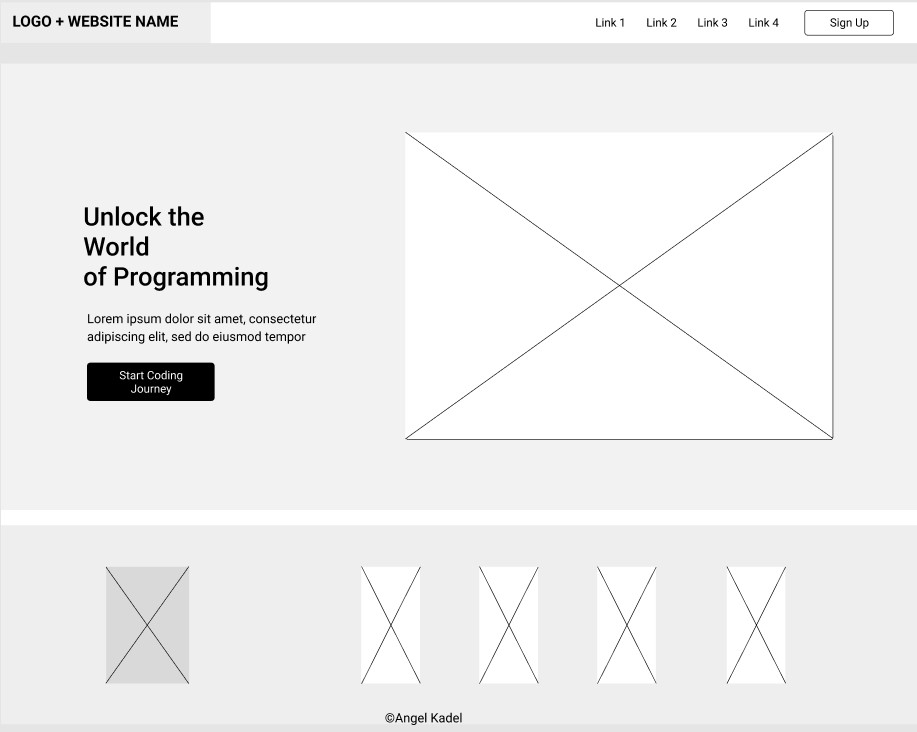 LOGO + WEBSITE NAME
Link 1
Link 2
Link 3
Link 4
Sign Up
Unlock the
World
of Programming
Lorem ipsum dolor sit amet, consectetur
adipiscing elit, sed do eiusmod tempor
Start Coding
Journey
©Angel Kadel